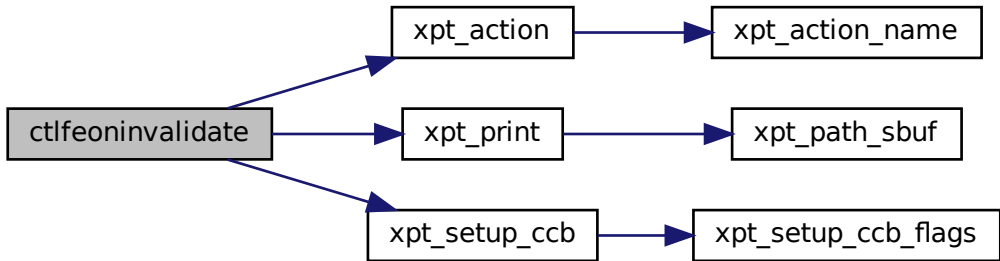 xpt_action
xpt_action_name
ctlfeoninvalidate
xpt_print
xpt_path_sbuf
xpt_setup_ccb
xpt_setup_ccb_flags